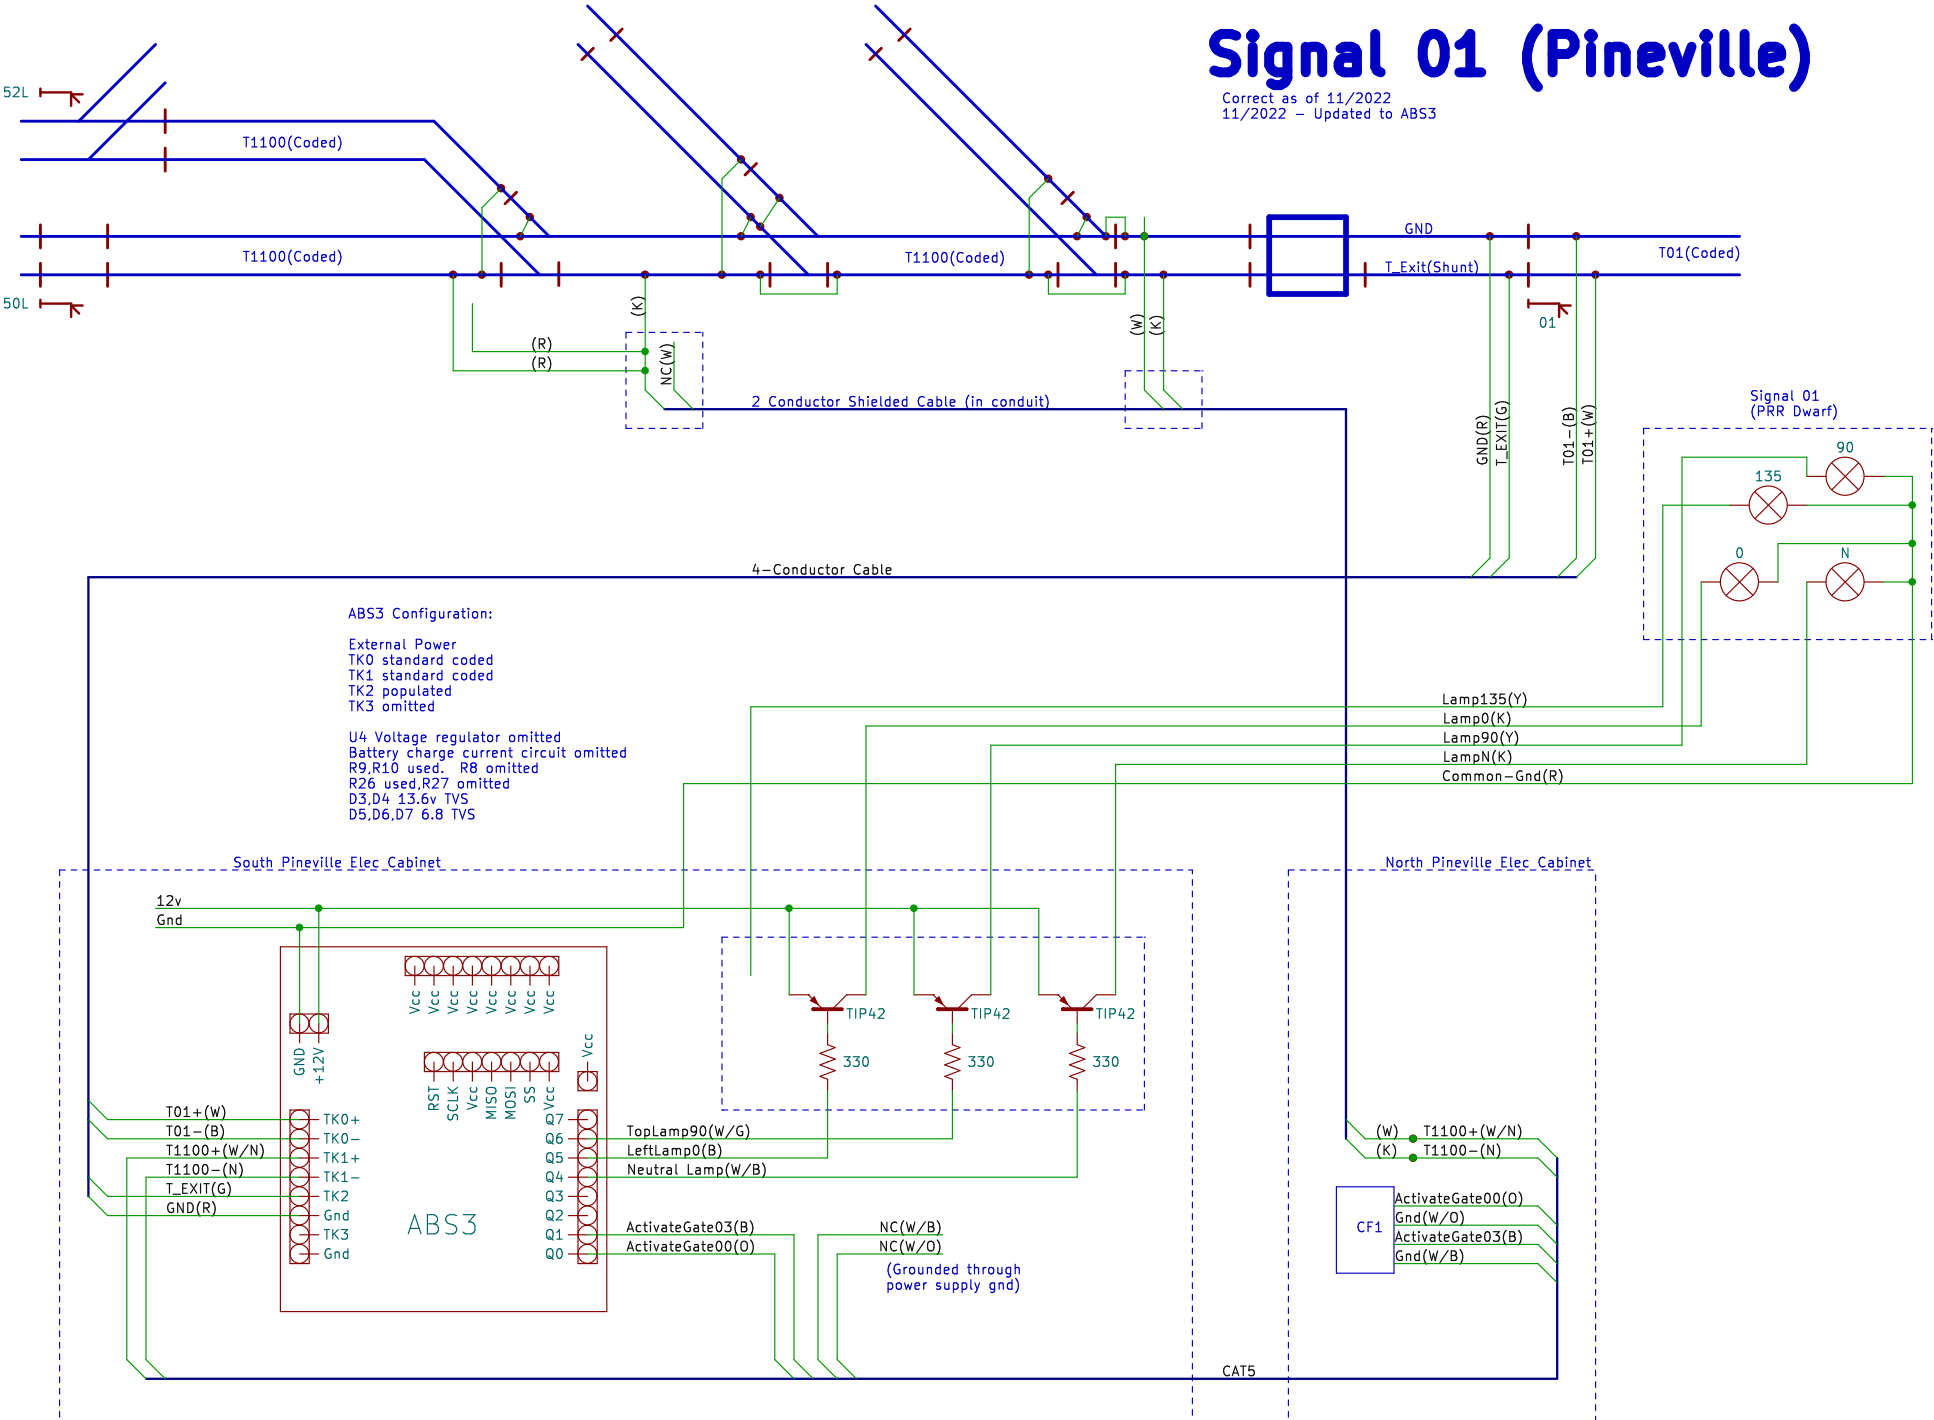 Signal 01 (Pineville)
Correct as of 11/2022
11/2022 - Updated to ABS3
52L
T1100(Coded)
T1100(Coded)
T1100(Coded)
GND
T_Exit(Shunt)
T01(Coded)
50L
01
(K)
(R)
(R)
NC(W)
(W)
(K)
2 Conductor Shielded Cable (in conduit)
GND(R)
T_EXIT(G)
T01-(B)
T01+(W)
Signal 01
(PRR Dwarf)
90
135
0
N
4-Conductor Cable
ABS3 Configuration:
External Power
TK0 standard coded
TK1 standard coded
TK2 populated
TK3 omitted
U4 Voltage regulator omitted
Battery charge current circuit omitted
R9,R10 used.  R8 omitted
R26 used,R27 omitted
D3,D4 13.6v TVS
D5,D6,D7 6.8 TVS
Lamp135(Y)
Lamp0(K)
Lamp90(Y)
LampN(K)
Common-Gnd(R)
South Pineville Elec Cabinet
North Pineville Elec Cabinet
12v
Gnd
Vcc
Vcc
Vcc
Vcc
Vcc
Vcc
Vcc
Vcc
GND
+12V
Vcc
RST
SCLK
Vcc
MISO
MOSI
SS
Vcc
TIP42
TIP42
TIP42
330
330
330
T01+(W)
T01-(B)
T1100+(W/N)
T1100-(N)
T_EXIT(G)
GND(R)
TK0+
TK0-
TK1+
TK1-
TK2
Gnd
TK3
Gnd
ABS3
Q7
Q6
Q5
Q4
Q3
Q2
Q1
Q0
TopLamp90(W/G)
LeftLamp0(B)
Neutral Lamp(W/B)
ActivateGate03(B)
ActivateGate00(O)
NC(W/B)
NC(W/O)
(Grounded through
power supply gnd)
(W)
T1100+(W/N)
(K)
T1100-(N)
CF1
ActivateGate00(O)
Gnd(W/O)
ActivateGate03(B)
Gnd(W/B)
CAT5